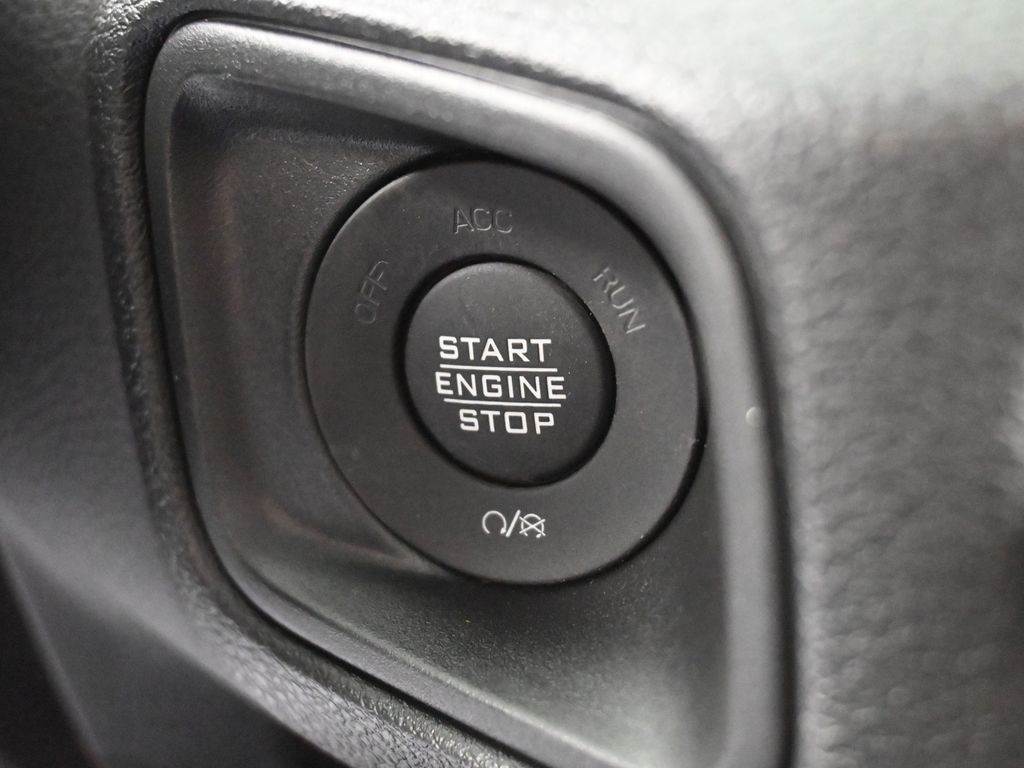 ACC
OFF
RUN
START
ENGINE
STOP